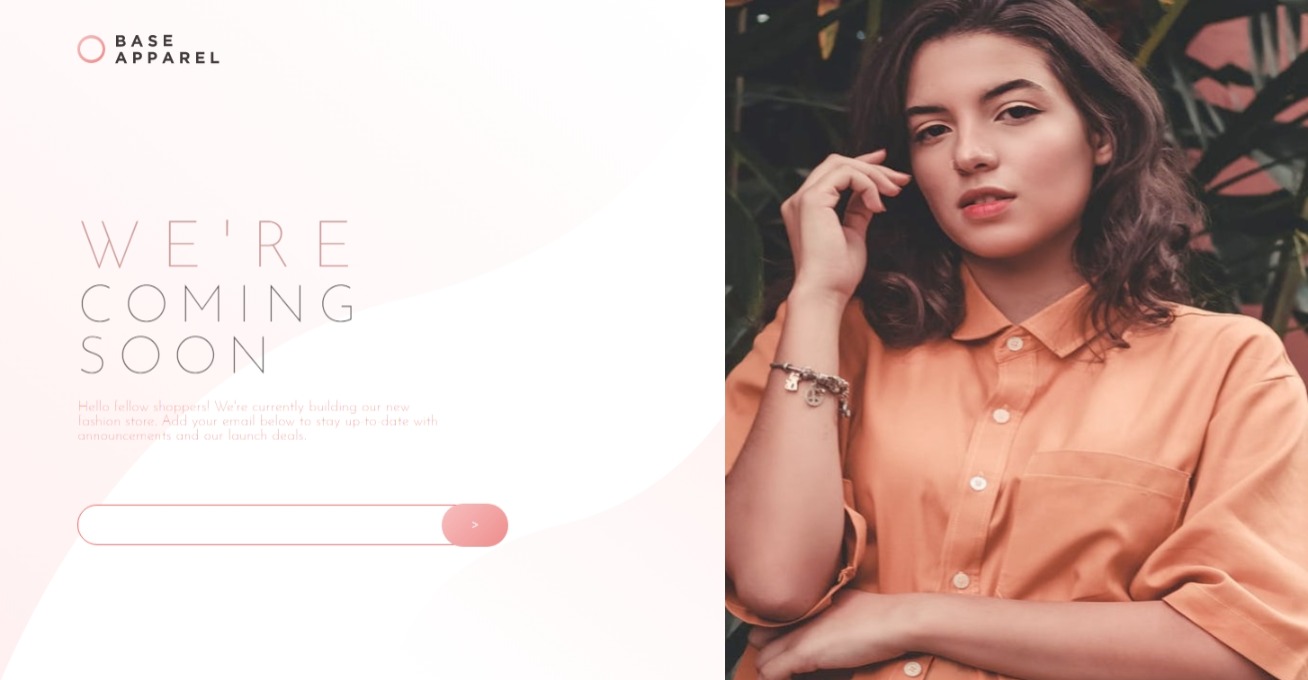 BASE
APPAREL
WE'RE
COMING
SOON
Hello fellow shoppers! We're currently building our new
fashion store. Add your email below to stay up to date with
announcements and our launch deals.
>